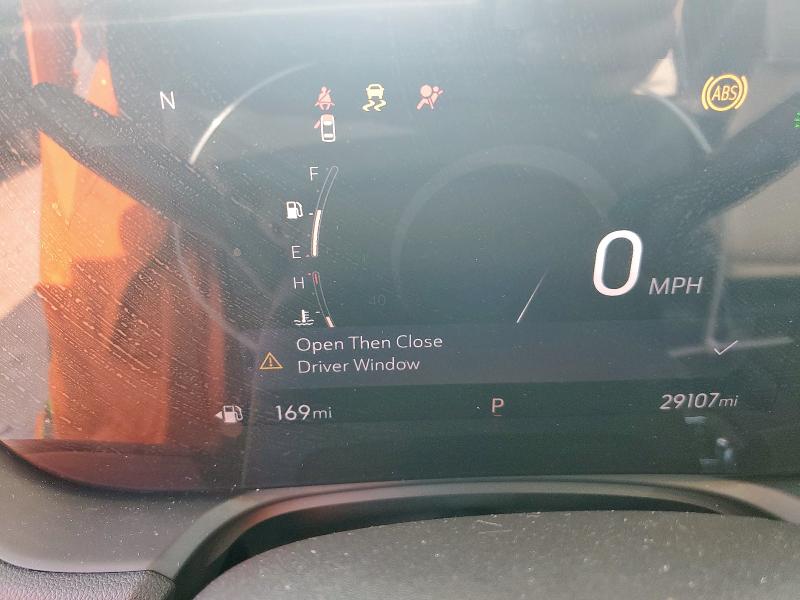 N
ABS
F
E
H
40
0 MPH
Open Then Close
Driver Window
169mi
P
29107mi